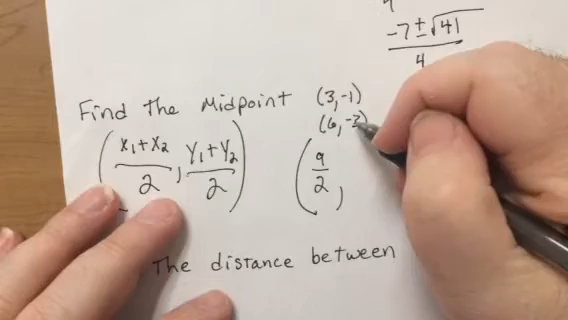 -7±√41
4
Find the Midpoint (3,-1)
(6,-2)
(x₁+x₂/2, y₁+y₂/2) (9/2,
The distance between